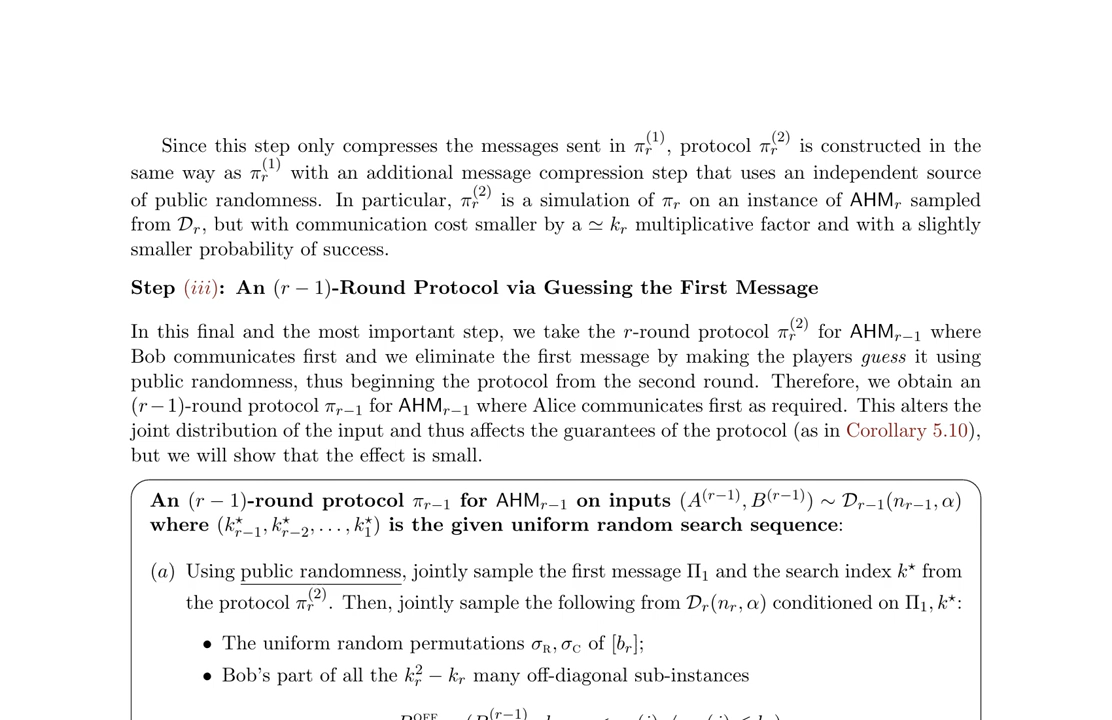 Since this step only compresses the messages sent in π_r^(1), protocol π_r^(2) is constructed in the
same way as π_r^(1) with an additional message compression step that uses an independent source
of public randomness. In particular, π_r^(2) is a simulation of π_r on an instance of AHM_r sampled
from 𝒟_r, but with communication cost smaller by a ≃ k_r multiplicative factor and with a slightly
smaller probability of success.
Step (iii): An (r − 1)-Round Protocol via Guessing the First Message
In this final and the most important step, we take the r-round protocol π_r^(2) for AHM_{r−1} where
Bob communicates first and we eliminate the first message by making the players guess it using
public randomness, thus beginning the protocol from the second round. Therefore, we obtain an
(r − 1)-round protocol π_{r−1} for AHM_{r−1} where Alice communicates first as required. This alters the
joint distribution of the input and thus affects the guarantees of the protocol (as in Corollary 5.10),
but we will show that the effect is small.
An (r − 1)-round protocol π_{r−1} for AHM_{r−1} on inputs (A^(r−1), B^(r−1)) ∼ 𝒟_{r−1}(n_{r−1}, α)
where (k⋆_{r−1}, k⋆_{r−2}, . . . , k⋆_1) is the given uniform random search sequence:
(a) Using public randomness, jointly sample the first message Π_1 and the search index k⋆ from
the protocol π_r^(2). Then, jointly sample the following from 𝒟_r(n_r, α) conditioned on Π_1, k⋆:
• The uniform random permutations σ_R, σ_C of [b_r];
• Bob's part of all the k_r^2 − k_r many off-diagonal sub-instances